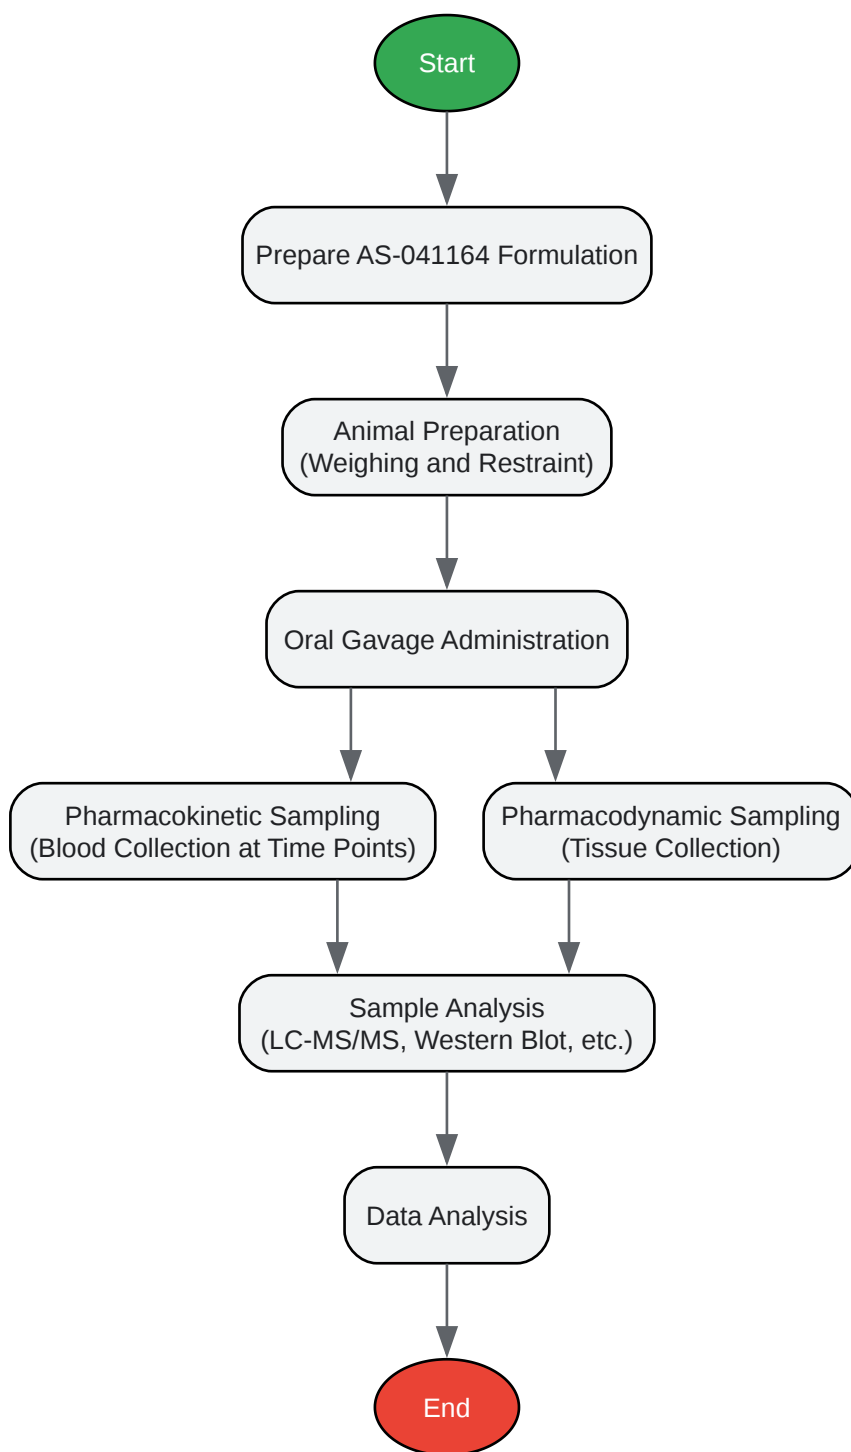 Start
Prepare AS-041164 Formulation
Animal Preparation
(Weighing and Restraint)
Oral Gavage Administration
Pharmacokinetic Sampling
(Blood Collection at Time Points)
Pharmacodynamic Sampling
(Tissue Collection)
Sample Analysis
(LC-MS/MS, Western Blot, etc.)
Data Analysis
End